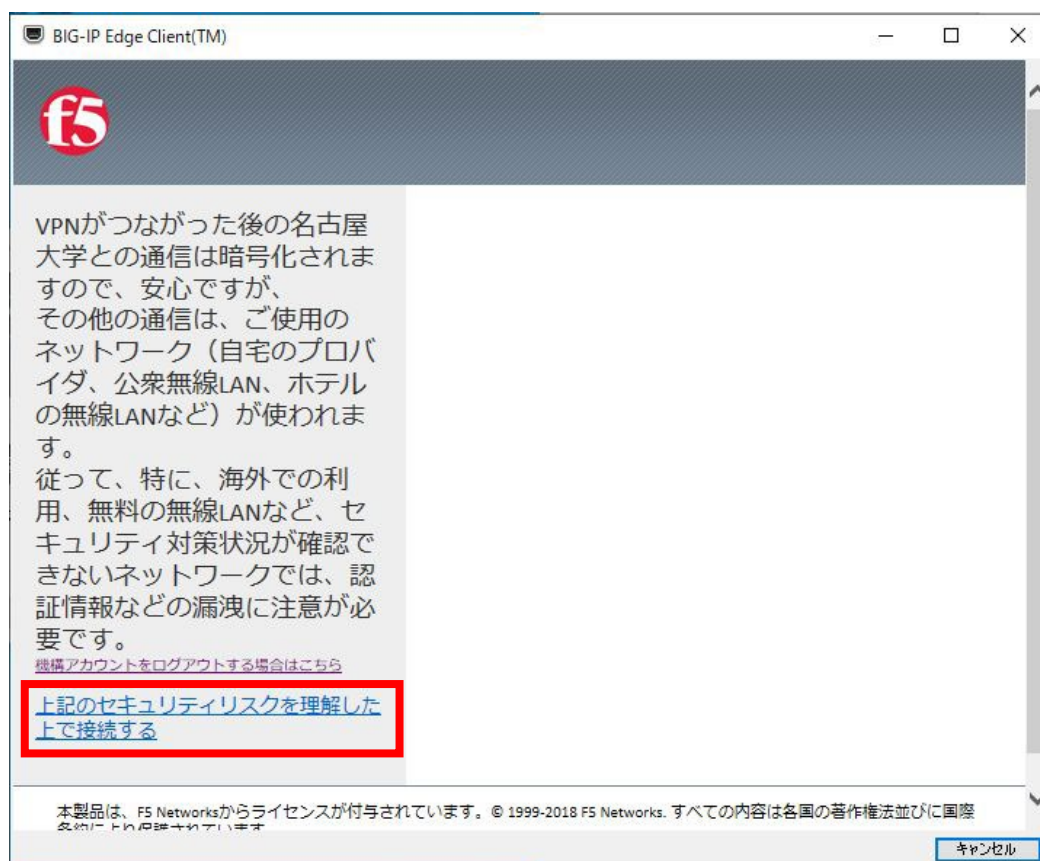 BIG-IP Edge Client(TM)
f5
VPNがつながった後の名古屋
大学との通信は暗号化されま
すので、安心ですが、
その他の通信は、ご使用の
ネットワーク（自宅のプロバ
イダ、公衆無線LAN、ホテル
の無線LANなど）が使われま
す。
従って、特に、海外での利
用、無料の無線LANなど、セ
キュリティ対策状況が確認で
きないネットワークでは、認
証情報などの漏洩に注意が必
要です。
機構アカウントをログアウトする場合はこちら
上記のセキュリティリスクを理解した
上で接続する
本製品は、F5 Networksからライセンスが付与されています。© 1999-2018 F5 Networks. すべての内容は各国の著作権法並びに国際
条約により保護されています
キャンセル